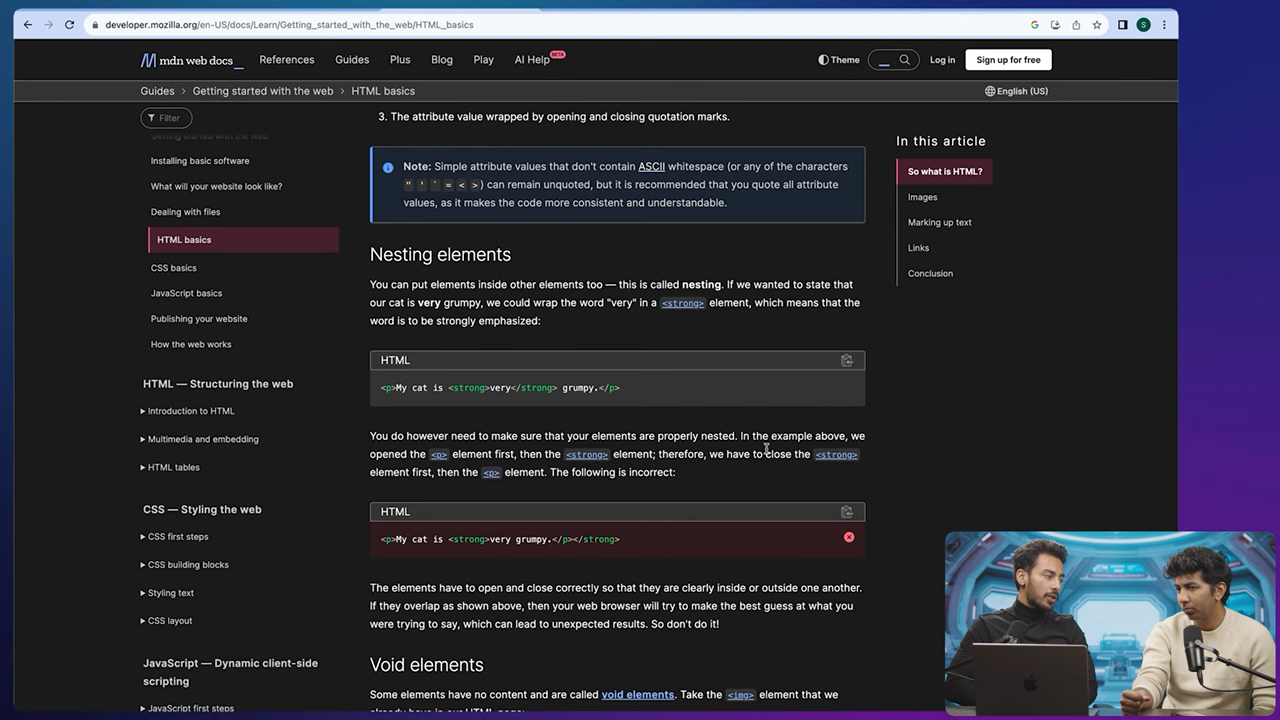 developer.mozilla.org/en-US/docs/Learn/Getting_started_with_the_web/HTML_basics
S
mdn web docs_
References
Guides
Plus
Blog
Play
AI Help BETA
Theme
Log in
Sign up for free
Guides > Getting started with the web > HTML basics
English (US)
Filter
Getting started with the web
Installing basic software
What will your website look like?
Dealing with files
HTML basics
CSS basics
JavaScript basics
Publishing your website
How the web works
HTML — Structuring the web
Introduction to HTML
Multimedia and embedding
HTML tables
CSS — Styling the web
CSS first steps
CSS building blocks
Styling text
CSS layout
JavaScript — Dynamic client-side
scripting
JavaScript first steps
3. The attribute value wrapped by opening and closing quotation marks.
Note: Simple attribute values that don't contain ASCII whitespace (or any of the characters
" ' ` = < > ) can remain unquoted, but it is recommended that you quote all attribute
values, as it makes the code more consistent and understandable.
Nesting elements
You can put elements inside other elements too — this is called nesting. If we wanted to state that
our cat is very grumpy, we could wrap the word "very" in a <strong> element, which means that the
word is to be strongly emphasized:
HTML
<p>My cat is <strong>very</strong> grumpy.</p>
You do however need to make sure that your elements are properly nested. In the example above, we
opened the <p> element first, then the <strong> element; therefore, we have to close the <strong>
element first, then the <p> element. The following is incorrect:
HTML
<p>My cat is <strong>very grumpy.</p></strong>
The elements have to open and close correctly so that they are clearly inside or outside one another.
If they overlap as shown above, then your web browser will try to make the best guess at what you
were trying to say, which can lead to unexpected results. So don't do it!
Void elements
Some elements have no content and are called void elements. Take the <img> element that we
already have in our HTML page:
In this article
So what is HTML?
Images
Marking up text
Links
Conclusion